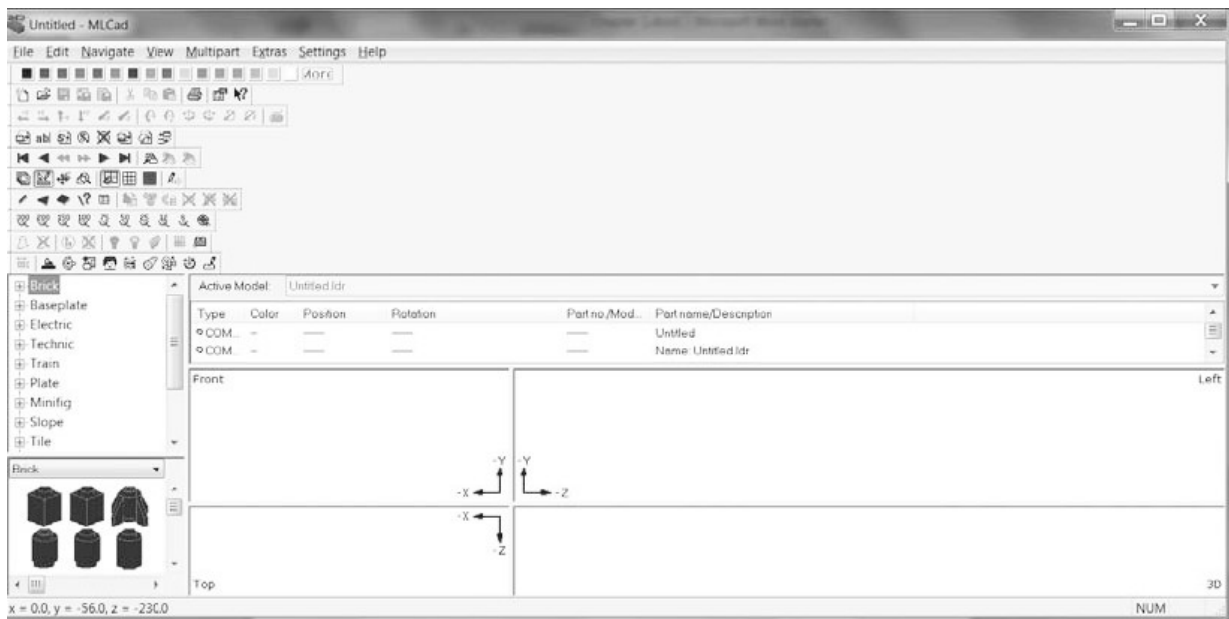 Untitled - MLCad
File Edit Navigate View Multipart Extras Settings Help
More
abI
Brick
Baseplate
Electric
Technic
Train
Plate
Minifig
Slope
Tile
Brick
Active Model: Untitled.ldr
Type Color Position Rotation Part no./Mod... Part name/Description
COM... --- --- --- --- Untitled
COM... --- --- --- --- Name: Untitled.ldr
Front
-Y
-X
Left
-Y
-Z
-X
-Z
Top
3D
x = 0.0, y = -56.0, z = -230.0
NUM